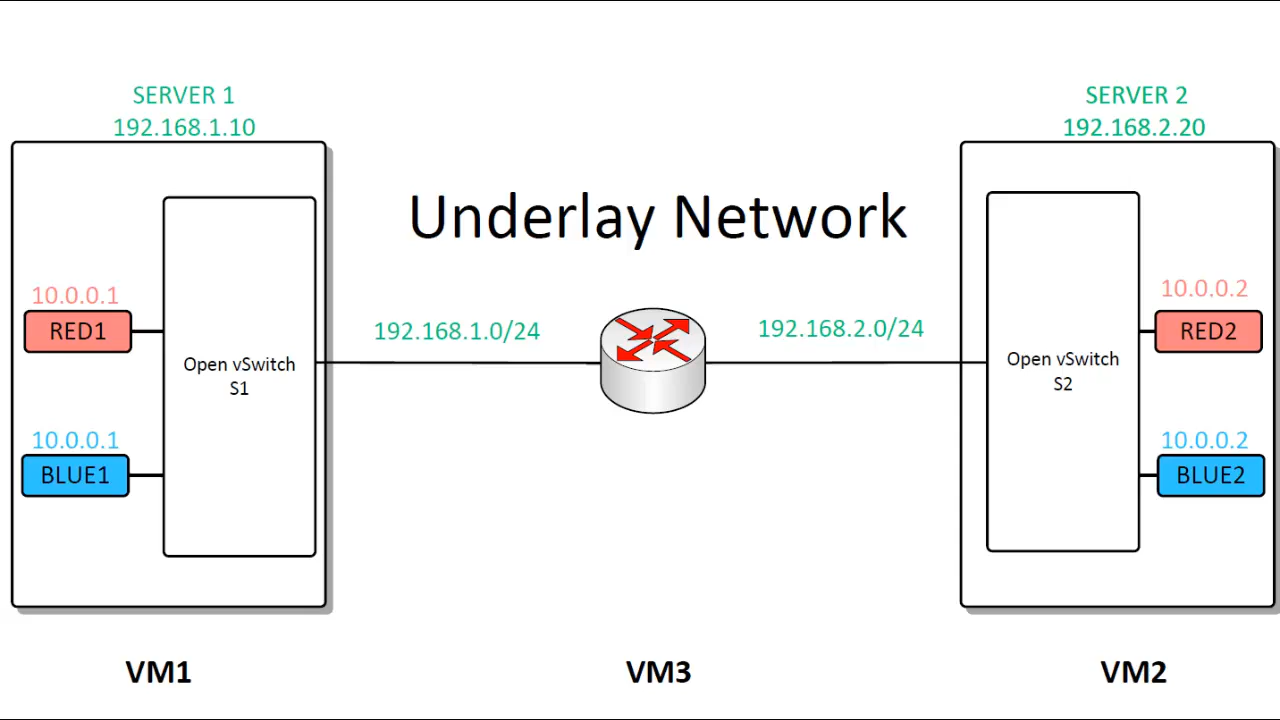 SERVER 1
192.168.1.10
SERVER 2
192.168.2.20
Underlay Network
10.0.0.1
RED1
10.0.0.1
BLUE1
Open vSwitch
S1
192.168.1.0/24
192.168.2.0/24
Open vSwitch
S2
10.0.0.2
RED2
10.0.0.2
BLUE2
VM1
VM3
VM2